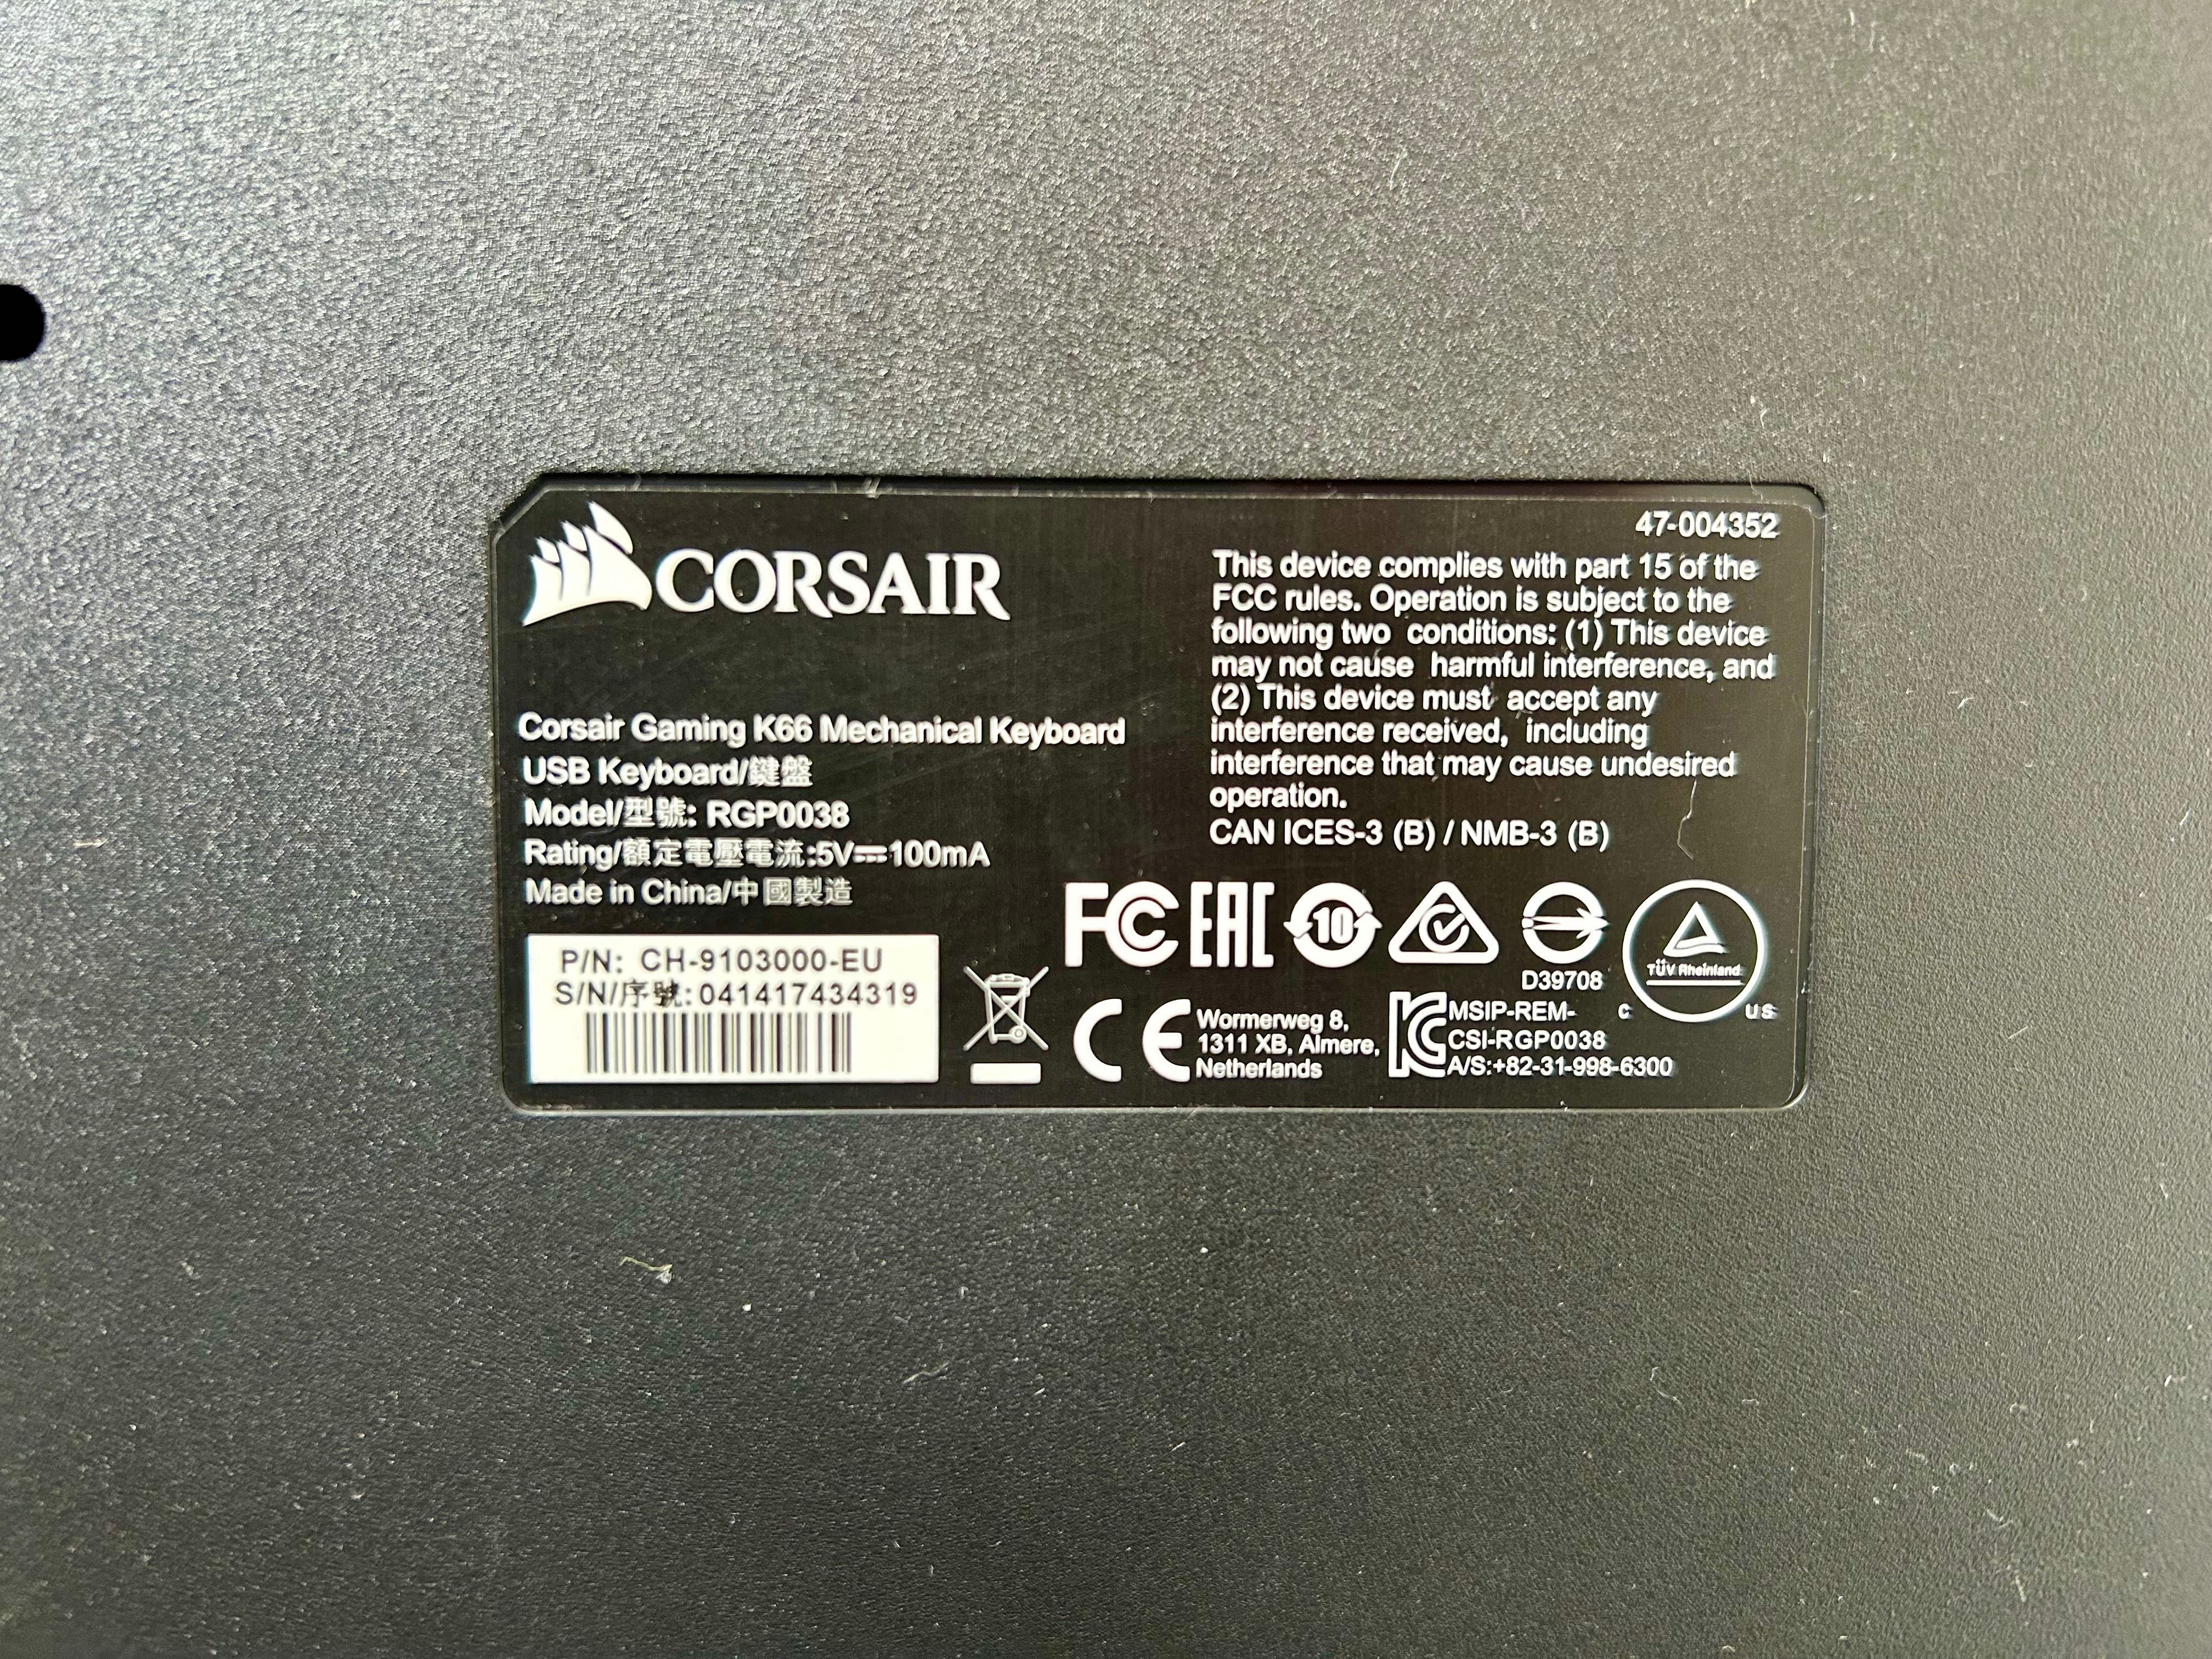 CORSAIR
Corsair Gaming K66 Mechanical Keyboard
USB Keyboard/鍵盤
Model/型號: RGP0038
Rating/額定電壓電流:5V⎓100mA
Made in China/中國製造
P/N: CH-9103000-EU
S/N/序號:041417434319
47-004352
This device complies with part 15 of the
FCC rules. Operation is subject to the
following two conditions: (1) This device
may not cause harmful interference, and
(2) This device must accept any
interference received, including
interference that may cause undesired
operation.
CAN ICES-3 (B) / NMB-3 (B)
FC EAC 10
D39708
TÜV Rheinland
C US
CE
Wormerweg 8,
1311 XB, Almere,
Netherlands
KC
MSIP-REM-
CSI-RGP0038
A/S:+82-31-998-6300